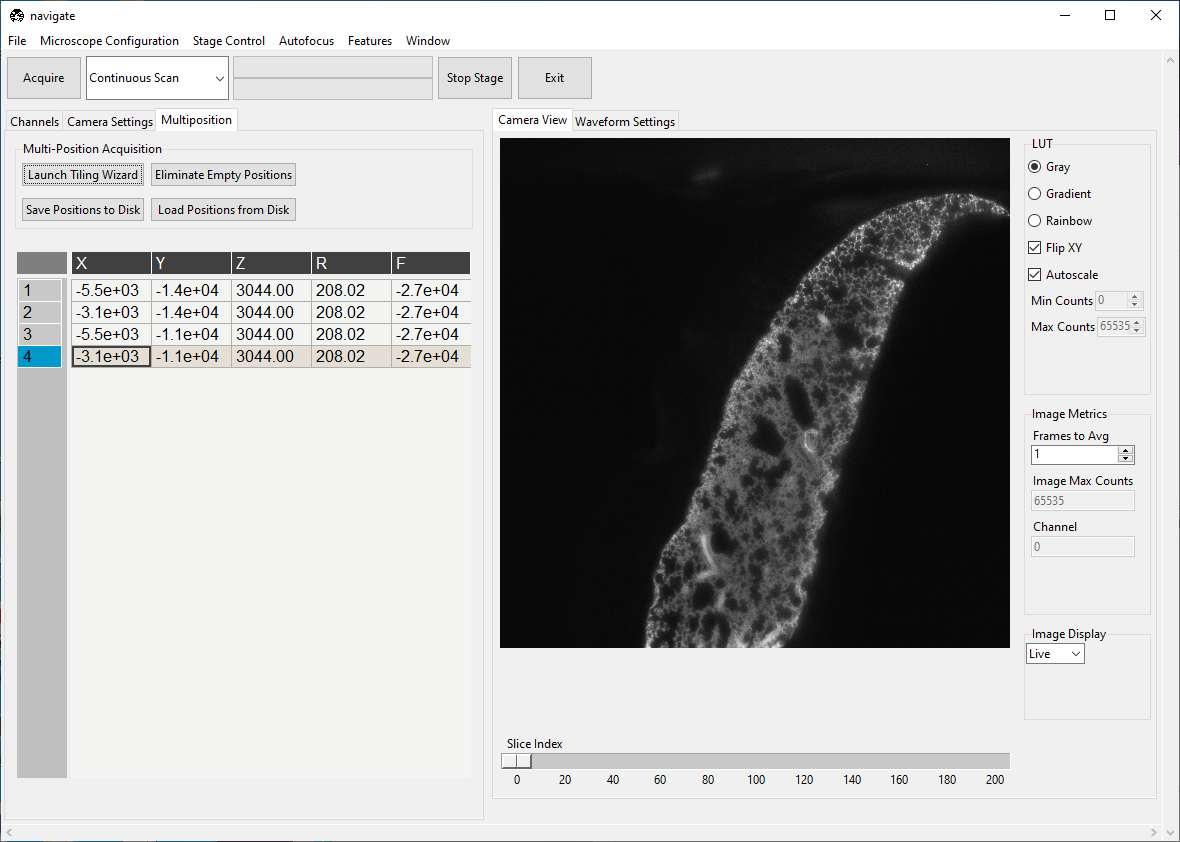 navigate
File Microscope Configuration Stage Control Autofocus Features Window
Acquire Continuous Scan Stop Stage Exit
Channels Camera Settings Multiposition
Multi-Position Acquisition
Launch Tiling Wizard Eliminate Empty Positions
Save Positions to Disk Load Positions from Disk
X Y Z R F
1 -5.5e+03 -1.4e+04 3044.00 208.02 -2.7e+04
2 -3.1e+03 -1.4e+04 3044.00 208.02 -2.7e+04
3 -5.5e+03 -1.1e+04 3044.00 208.02 -2.7e+04
4 -3.1e+03 -1.1e+04 3044.00 208.02 -2.7e+04
Camera View Waveform Settings
LUT
Gray
Gradient
Rainbow
Flip XY
Autoscale
Min Counts 0
Max Counts 65535
Image Metrics
Frames to Avg
1
Image Max Counts
65535
Channel
0
Image Display
Live
Slice Index
0 20 40 60 80 100 120 140 160 180 200